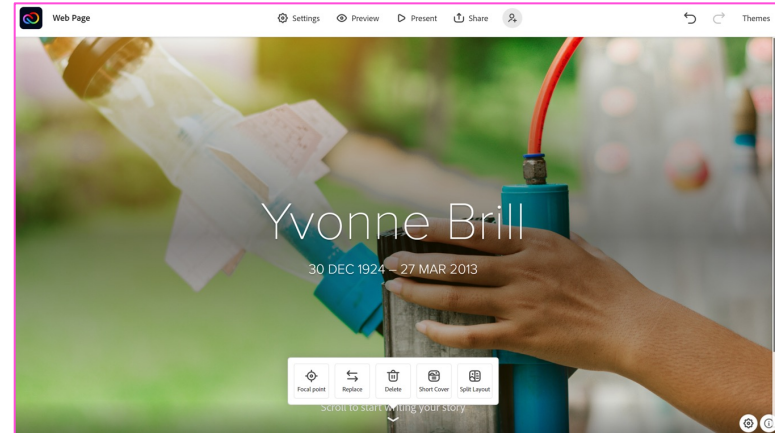 Web Page
Settings
Preview
Present
Share
Themes
Yvonne Brill
30 DEC 1924 – 27 MAR 2013
Focal point
Replace
Delete
Short Cover
Split Layout
Scroll to start writing your story.